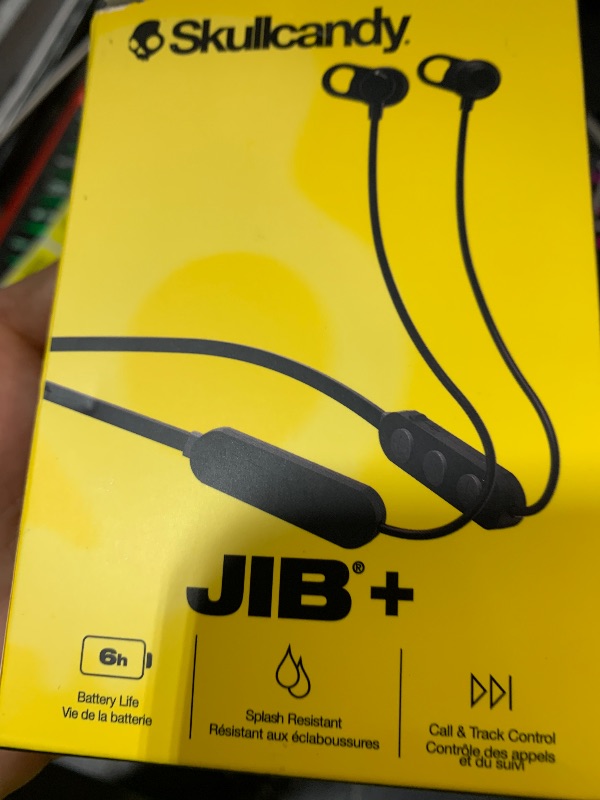 Skullcandy.
JIB®+
6h
Battery Life
Vie de la batterie
Splash Resistant
Résistant aux éclaboussures
Call & Track Control
Contrôle des appels
et du suivi